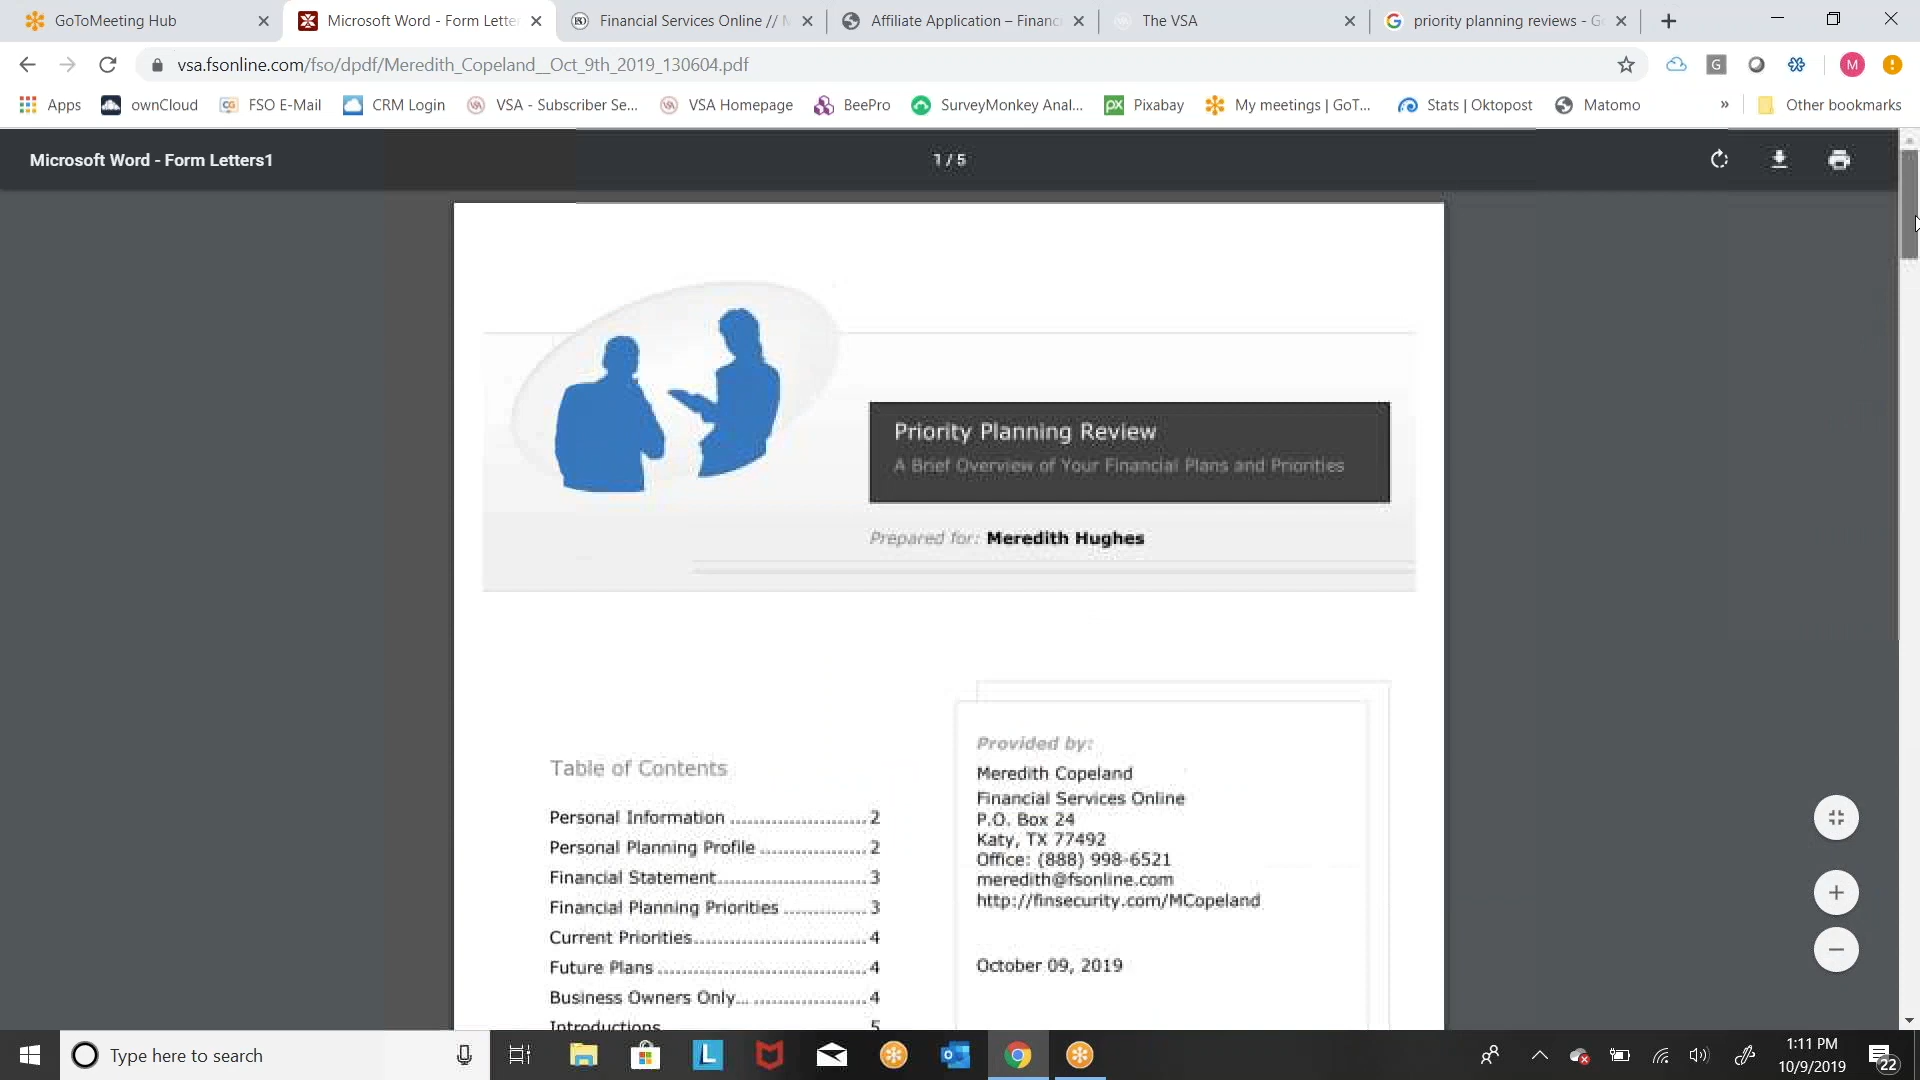 GoToMeeting Hub
Microsoft Word - Form Lette
Financial Services Online // M
Affiliate Application – Financ
The VSA
priority planning reviews - G
vsa.fsonline.com/fso/dpdf/Meredith_Copeland__Oct_9th_2019_130604.pdf
G
M
Apps
ownCloud
FSO E-Mail
CRM Login
VSA - Subscriber Se...
VSA Homepage
BeePro
SurveyMonkey Anal...
Pixabay
My meetings | GoT...
Stats | Oktopost
Matomo
»
Other bookmarks
Microsoft Word - Form Letters1
1 / 5
Priority Planning Review
A Brief Overview of Your Financial Plans and Priorities
Prepared for: Meredith Hughes
Table of Contents
Personal Information ........................ 2
Personal Planning Profile ................... 2
Financial Statement.......................... 3
Financial Planning Priorities ............... 3
Current Priorities.............................. 4
Future Plans .................................... 4
Business Owners Only... .................... 4
Introductions 5
Provided by:
Meredith Copeland
Financial Services Online
P.O. Box 24
Katy, TX 77492
Office: (888) 998-6521
meredith@fsonline.com
http://finsecurity.com/MCopeland
October 09, 2019
Type here to search
L
1:11 PM
10/9/2019
22